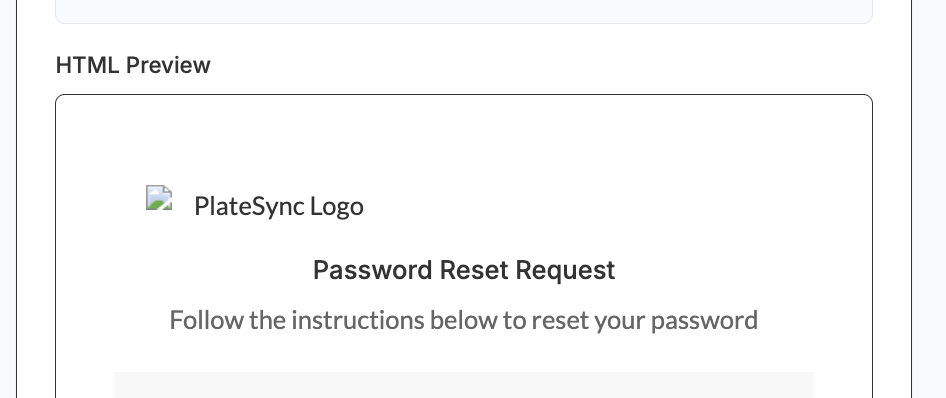 HTML Preview
PlateSync Logo
Password Reset Request
Follow the instructions below to reset your password